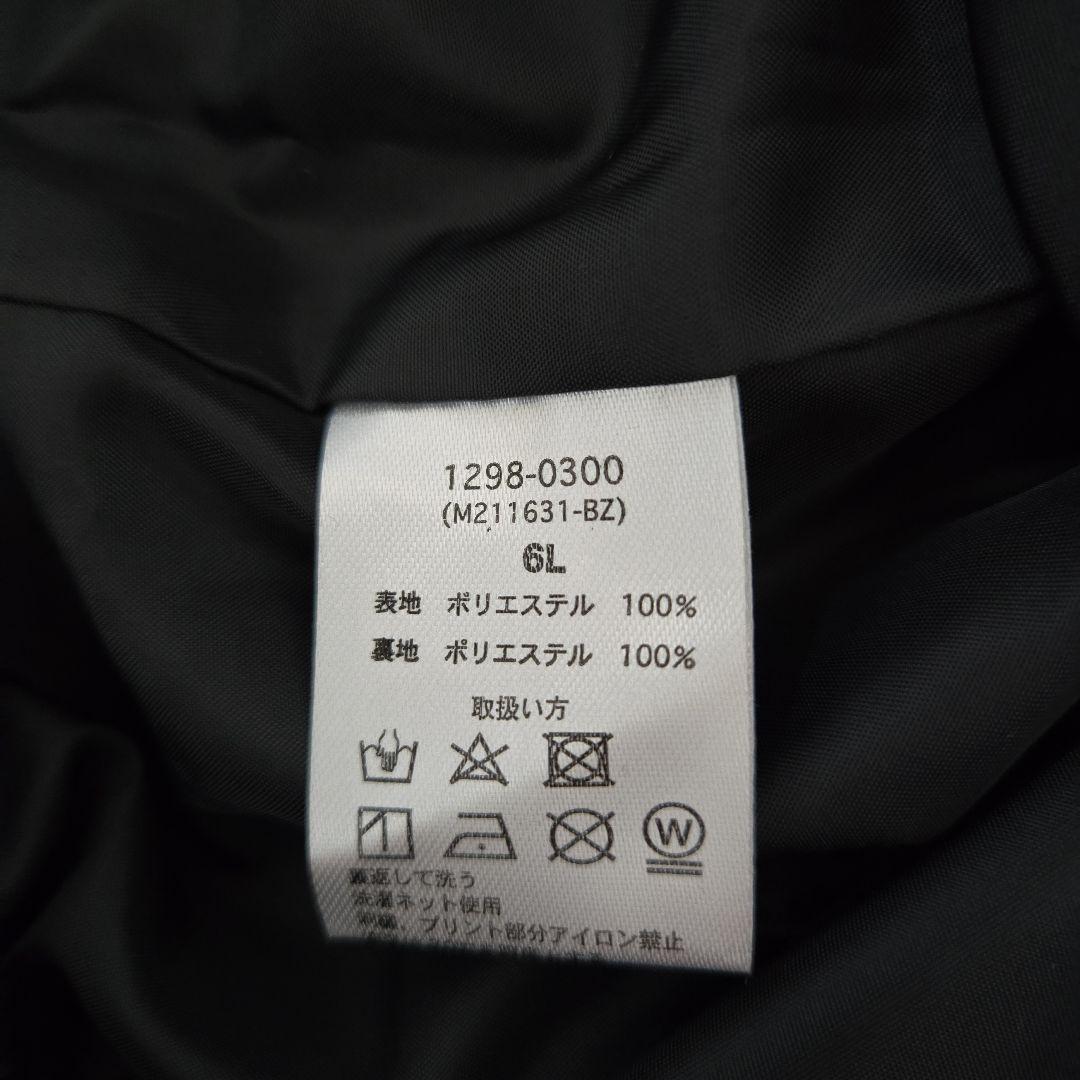 1298-0300
(M211631-BZ)
6L
表地 ポリエステル 100%
裏地 ポリエステル 100%
取扱い方
W
裏返して洗う
洗濯ネット使用
刺繍、プリント部分アイロン禁止